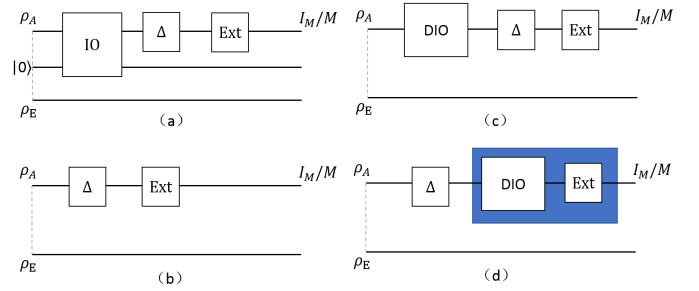 ρ_A IO Δ Ext I_M/M
|0⟩
ρ_E
(a)
ρ_A DIO Δ Ext I_M/M
ρ_E
(c)
ρ_A Δ Ext I_M/M
ρ_E
(b)
ρ_A Δ DIO Ext I_M/M
ρ_E
(d)